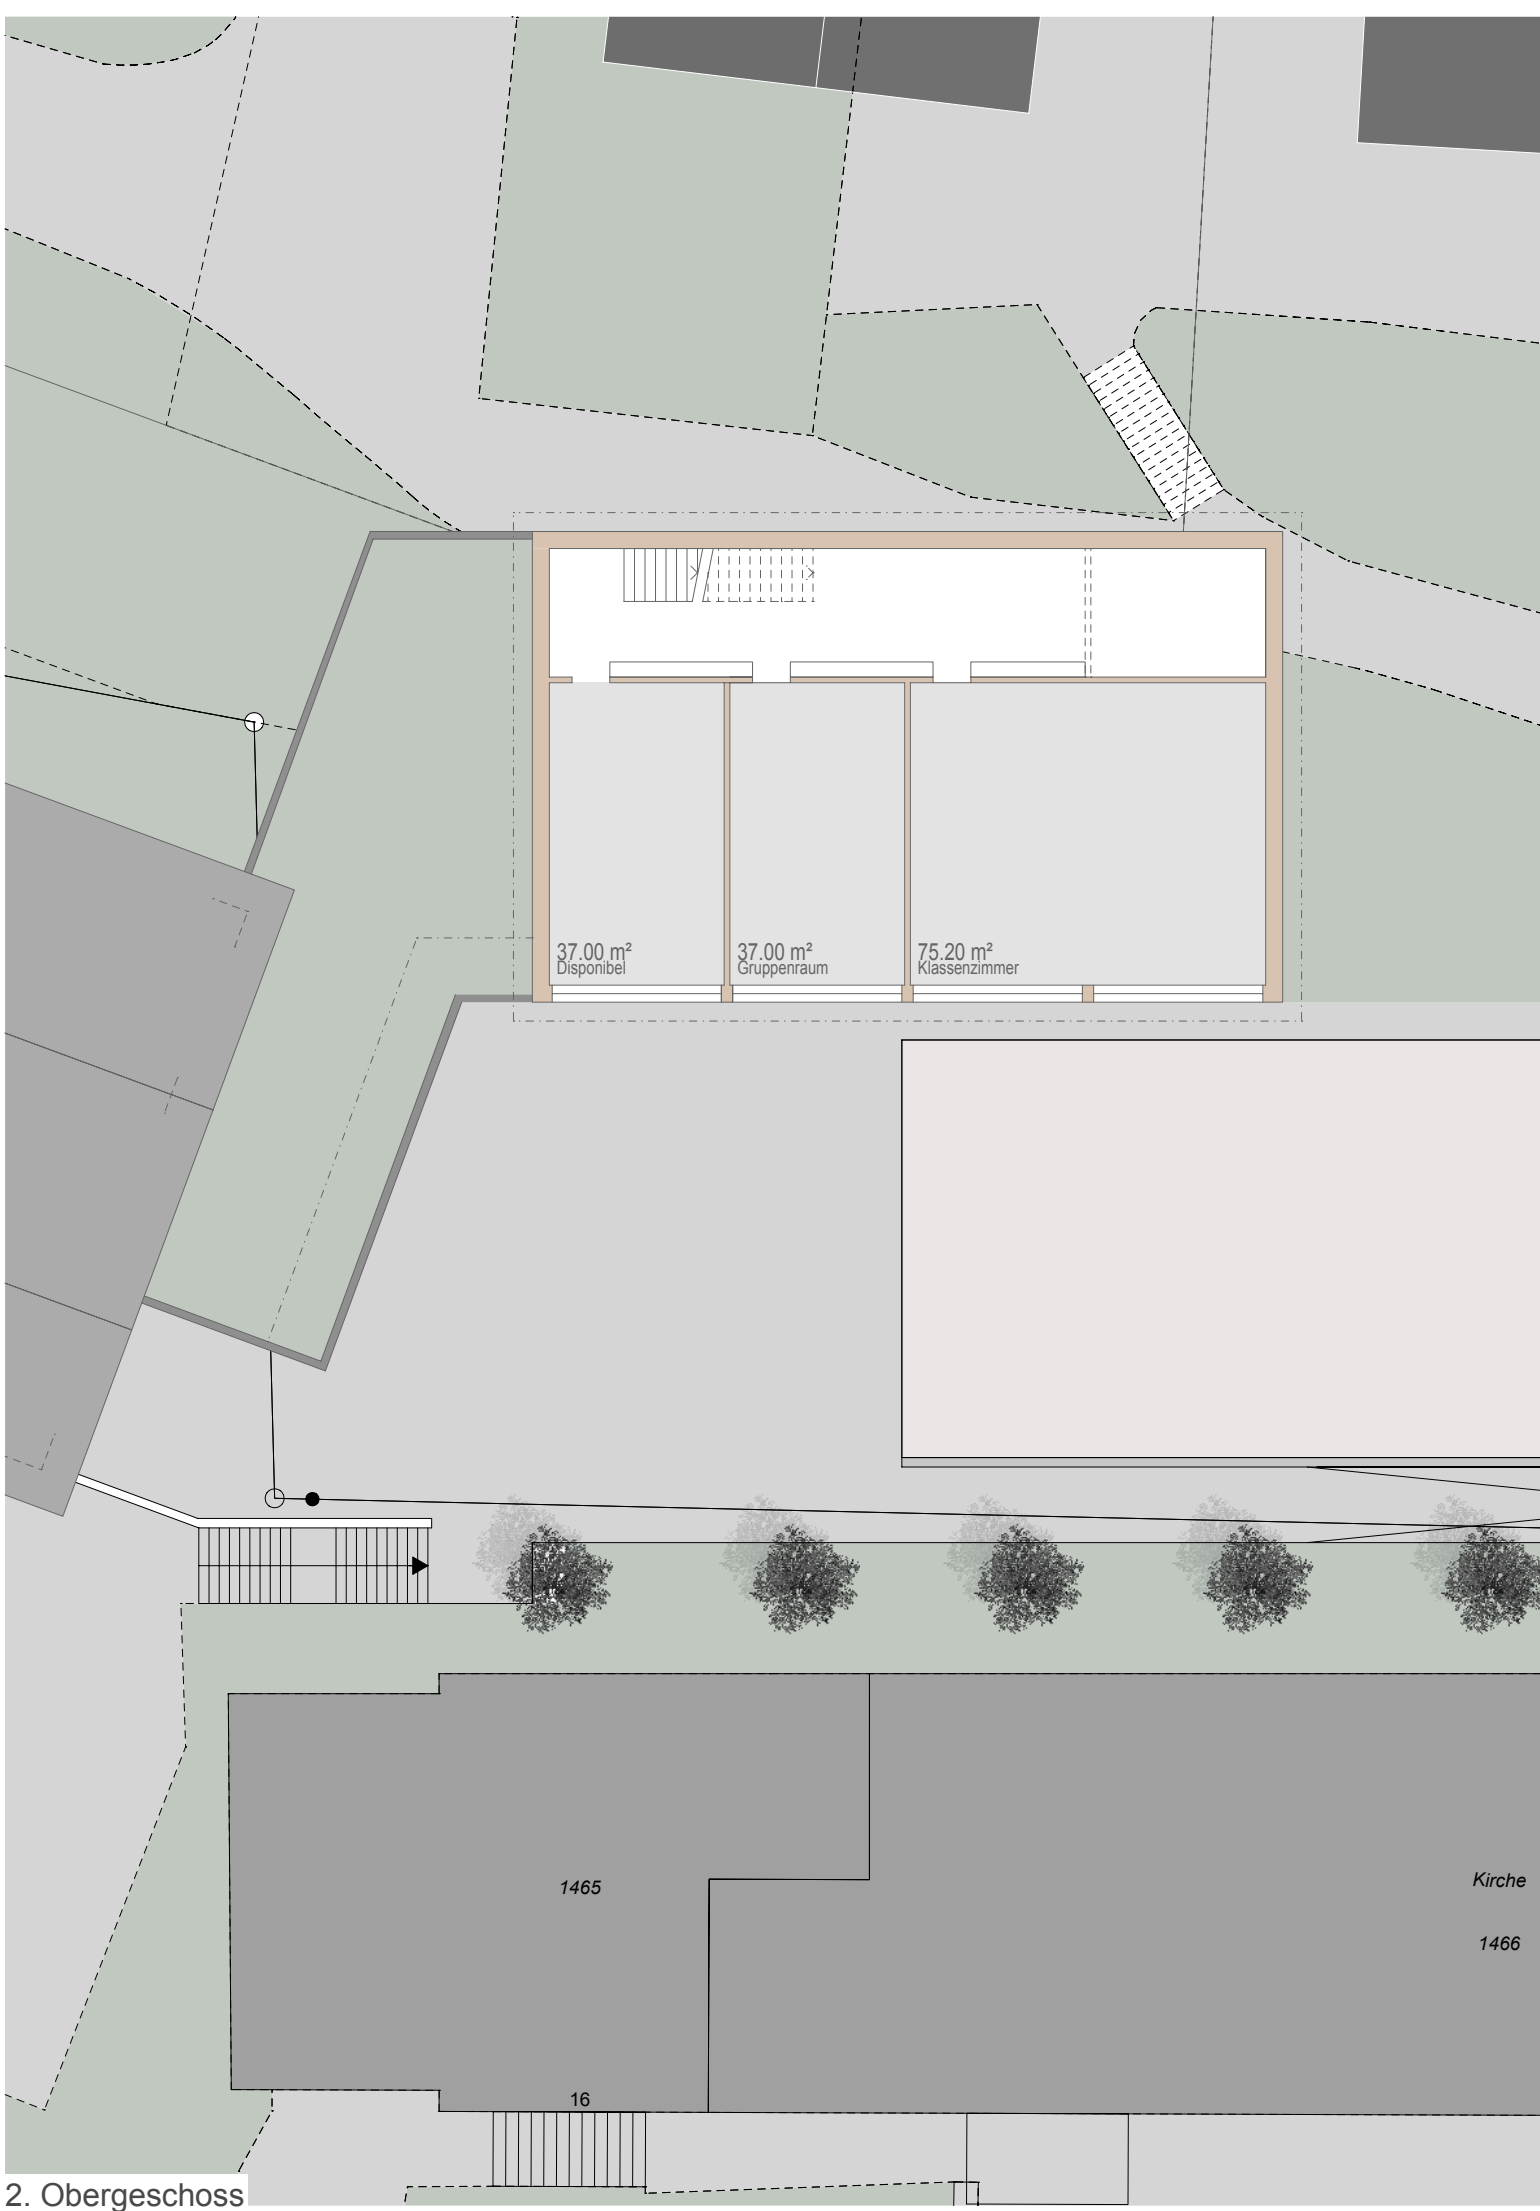 37.00 m²
Disponibel
37.00 m²
Gruppenraum
75.20 m²
Klassenzimmer
1465
Kirche
1466
16
2. Obergeschoss